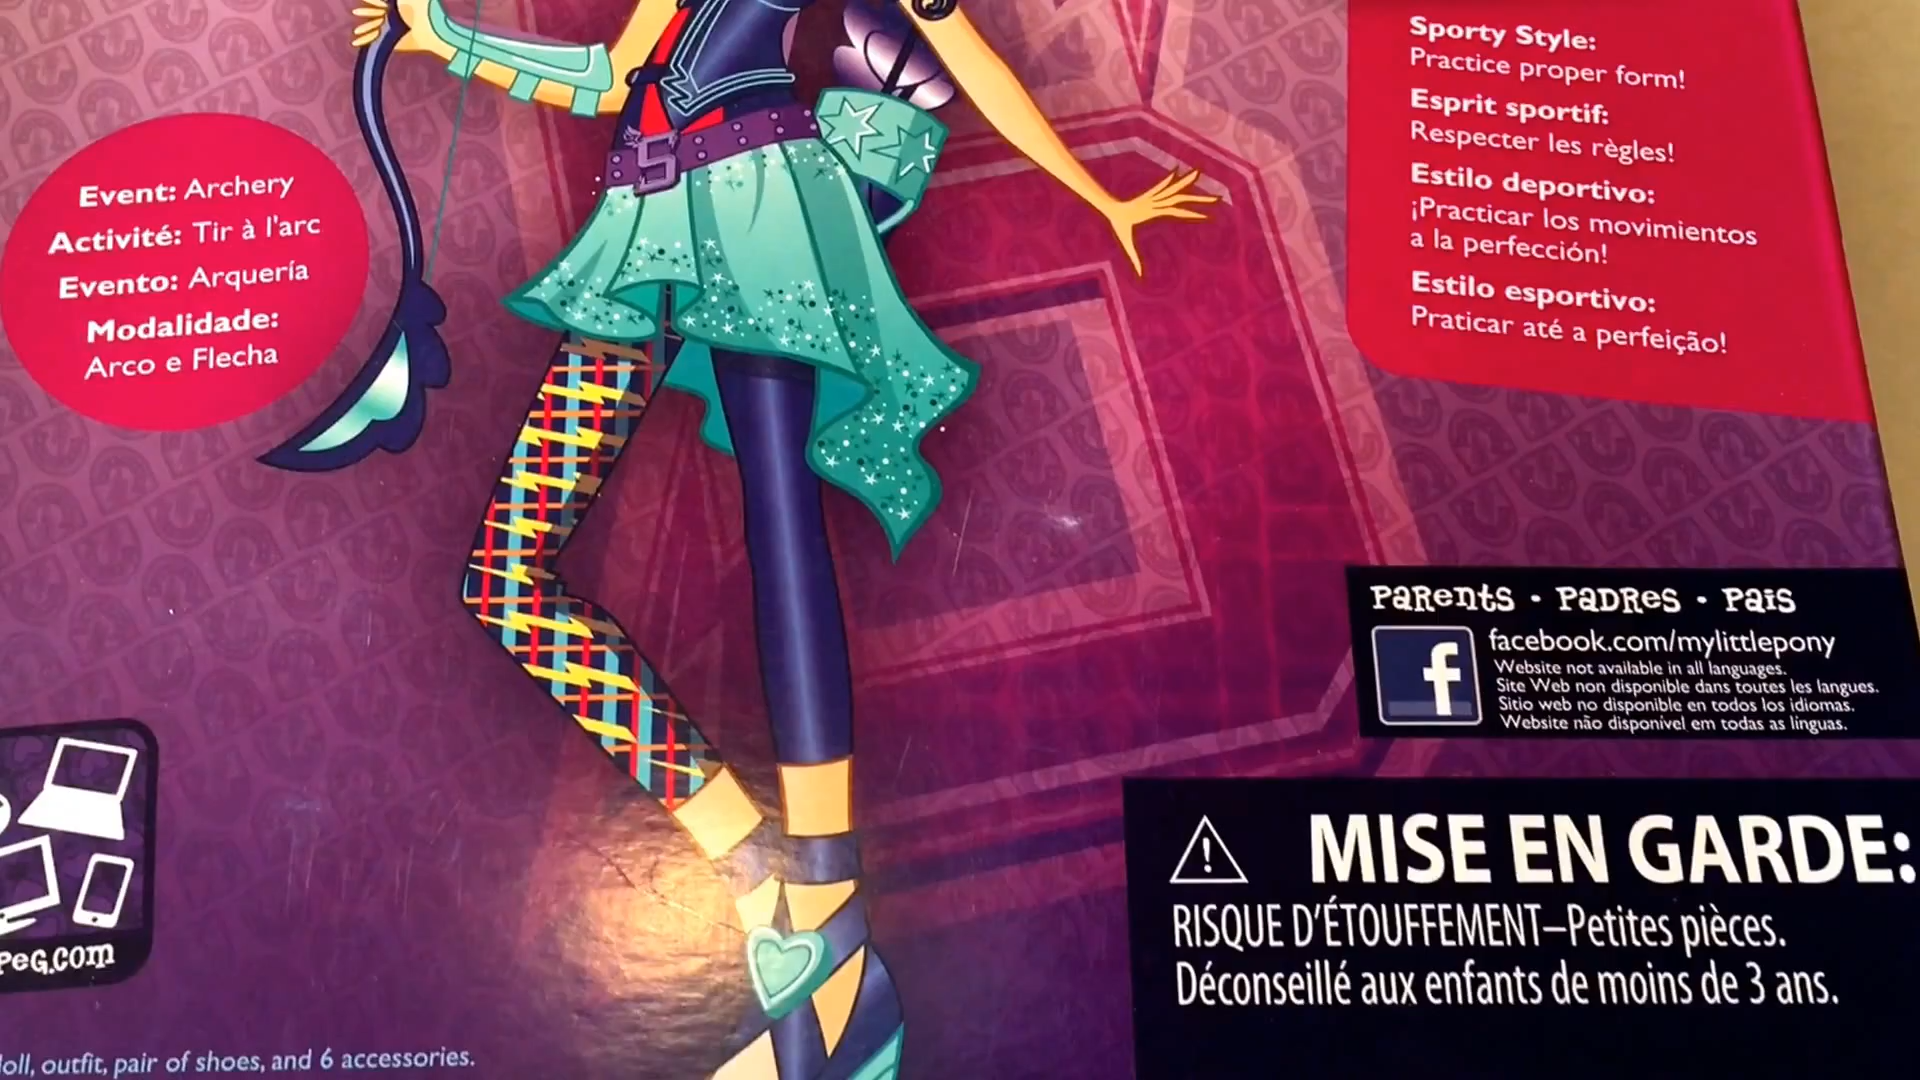 Sporty Style:
Practice proper form!
Esprit sportif:
Respecter les règles!
Estilo deportivo:
¡Practicar los movimientos
a la perfección!
Estilo esportivo:
Praticar até a perfeição!
Event: Archery
Activité: Tir à l'arc
Evento: Arquería
Modalidade:
Arco e Flecha
S
Parents · Padres · Pais
f
facebook.com/mylittlepony
Website not available in all languages.
Site Web non disponible dans toutes les langues.
Sitio web no disponible en todos los idiomas.
Website não disponível em todas as línguas.
MISE EN GARDE:
RISQUE D'ÉTOUFFEMENT–Petites pièces.
Déconseillé aux enfants de moins de 3 ans.
PEG.COM
oll, outfit, pair of shoes, and 6 accessories.